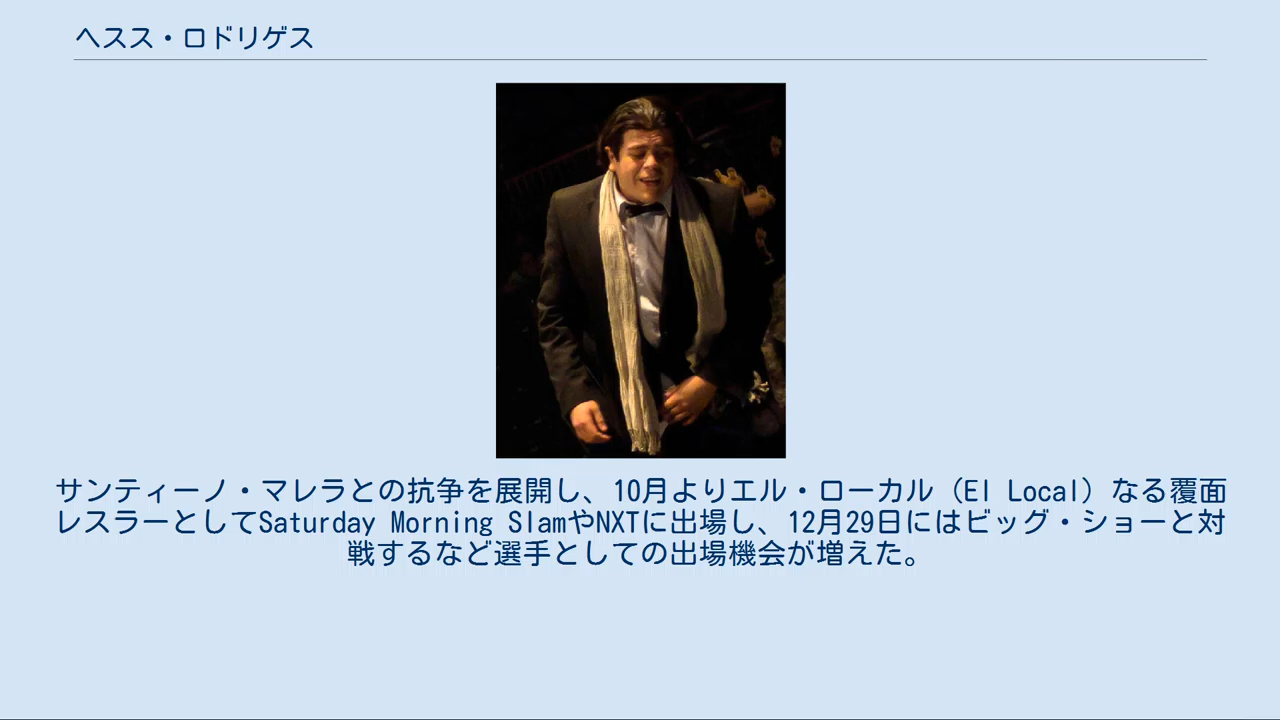 ヘスス・ロドリゲス
サンティーノ・マレラとの抗争を展開し、10月よりエル・ローカル（El Local）なる覆面
レスラーとしてSaturday Morning SlamやNXTに出場し、12月29日にはビッグ・ショーと対
戦するなど選手としての出場機会が増えた。